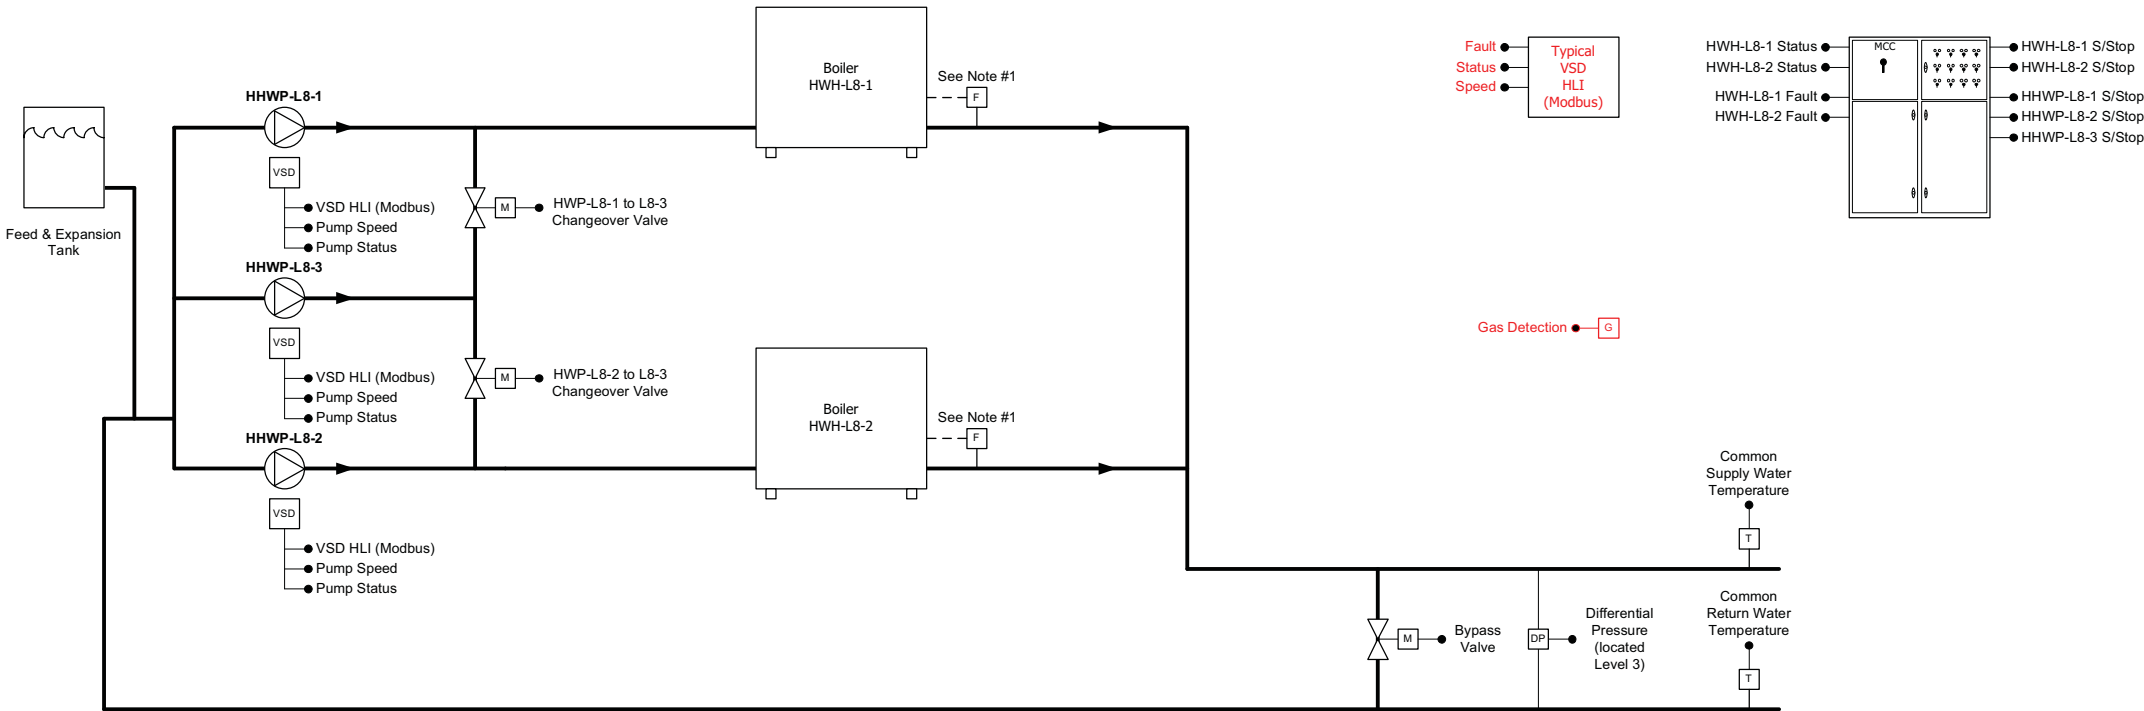 Boiler
HWH-L8-1
See Note #1
F
Fault
Status
Speed
Typical
VSD
HLI
(Modbus)
HWH-L8-1 Status
HWH-L8-2 Status
HWH-L8-1 Fault
HWH-L8-2 Fault
MCC
HWH-L8-1 S/Stop
HWH-L8-2 S/Stop
HHWP-L8-1 S/Stop
HHWP-L8-2 S/Stop
HHWP-L8-3 S/Stop
Feed & Expansion
Tank
HHWP-L8-1
VSD
VSD HLI (Modbus)
Pump Speed
Pump Status
M
HWP-L8-1 to L8-3
Changeover Valve
HHWP-L8-3
VSD
VSD HLI (Modbus)
Pump Speed
Pump Status
M
HWP-L8-2 to L8-3
Changeover Valve
Gas Detection
G
Boiler
HWH-L8-2
See Note #1
F
HHWP-L8-2
VSD
VSD HLI (Modbus)
Pump Speed
Pump Status
Common
Supply Water
Temperature
T
M
Bypass
Valve
DP
Differential
Pressure
(located
Level 3)
Common
Return Water
Temperature
T